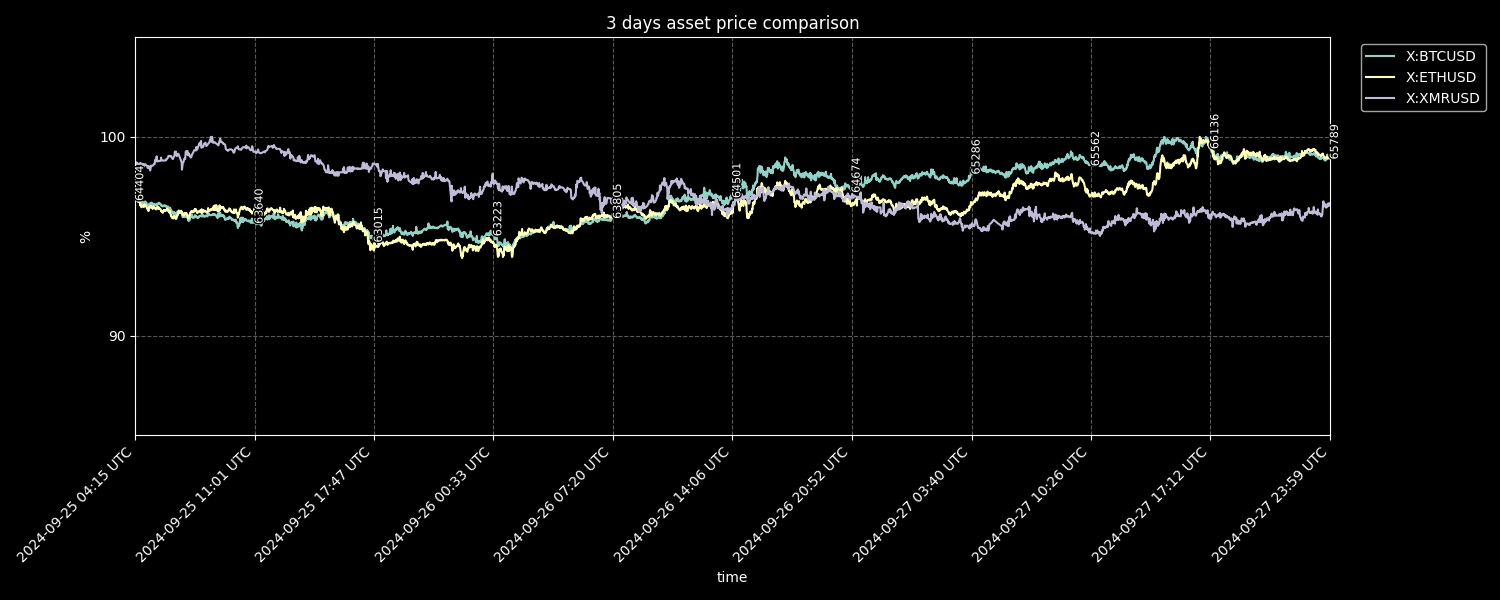 3 days asset price comparison
X:BTCUSD
X:ETHUSD
X:XMRUSD
100
90
%
64404
63640
63015
63223
63805
64501
64674
65286
65562
66136
65789
2024-09-25 04:15 UTC
2024-09-25 11:01 UTC
2024-09-25 17:47 UTC
2024-09-26 00:33 UTC
2024-09-26 07:20 UTC
2024-09-26 14:06 UTC
2024-09-26 20:52 UTC
2024-09-27 03:40 UTC
2024-09-27 10:26 UTC
2024-09-27 17:12 UTC
2024-09-27 23:59 UTC
time